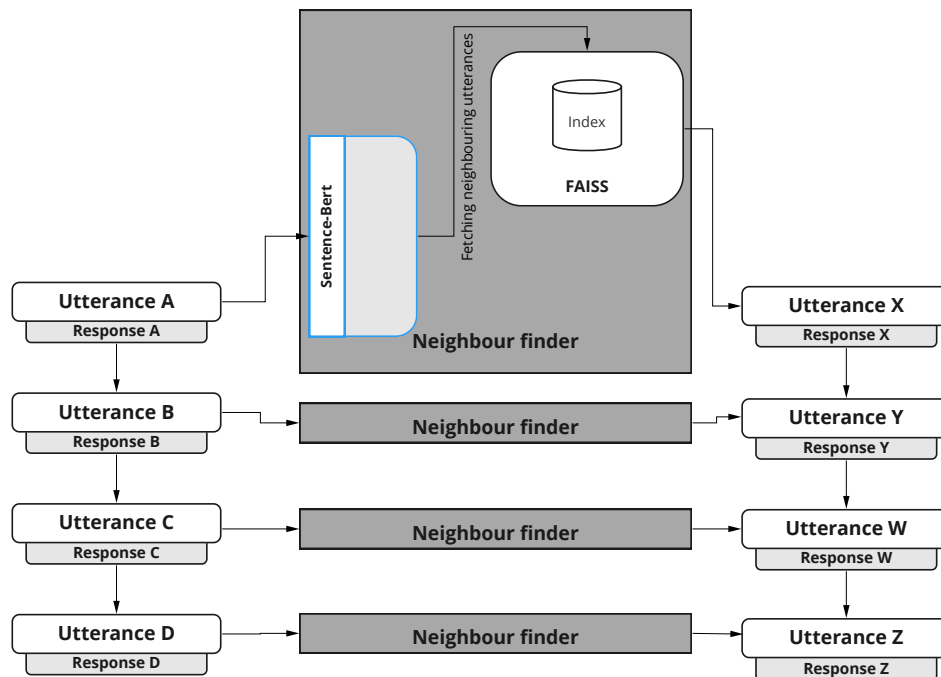 Fetching neighbouring utterances
Index
FAISS
Sentence-Bert
Neighbour finder
Utterance A
Response A
Utterance X
Response X
Utterance B
Response B
Neighbour finder
Utterance Y
Response Y
Utterance C
Response C
Neighbour finder
Utterance W
Response W
Utterance D
Response D
Neighbour finder
Utterance Z
Response Z